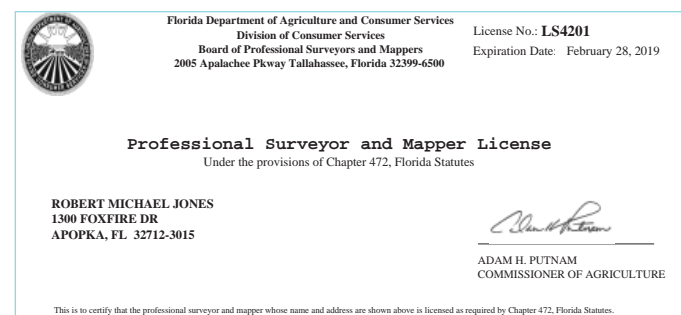 Florida Department of Agriculture and Consumer Services
Division of Consumer Services
Board of Professional Surveyors and Mappers
2005 Apalachee Pkway Tallahassee, Florida 32399-6500
License No.: LS4201
Expiration Date: February 28, 2019
Professional Surveyor and Mapper License
Under the provisions of Chapter 472, Florida Statutes
ROBERT MICHAEL JONES
1300 FOXFIRE DR
APOPKA, FL 32712-3015
Adam H. Putnam
ADAM H. PUTNAM
COMMISSIONER OF AGRICULTURE
This is to certify that the professional surveyor and mapper whose name and address are shown above is licensed as required by Chapter 472, Florida Statutes.